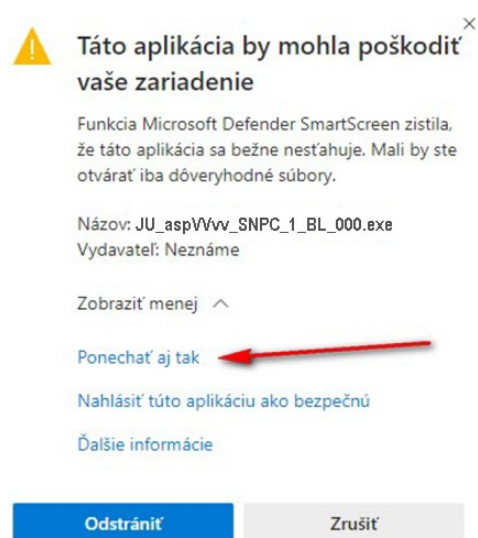 Táto aplikácia by mohla poškodiť
vaše zariadenie
Funkcia Microsoft Defender SmartScreen zistila,
že táto aplikácia sa bežne nesťahuje. Mali by ste
otvárať iba dôveryhodné súbory.
Názov: JU_aspVVvv_SNPC_1_BL_000.exe
Vydavateľ: Neznáme
Zobraziť menej
Ponechať aj tak
Nahlásiť túto aplikáciu ako bezpečnú
Ďalšie informácie
Odstrániť
Zrušiť